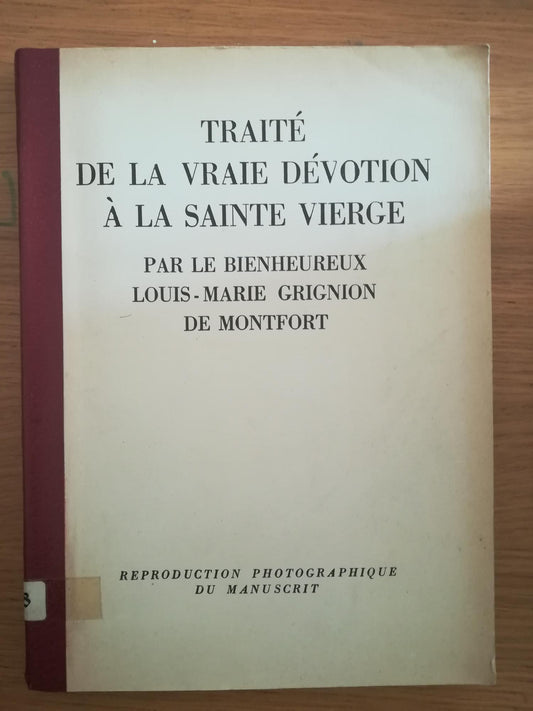 TRAITÉ
DE LA VRAIE DÉVOTION
À LA SAINTE VIERGE
PAR LE BIENHEUREUX
LOUIS-MARIE GRIGNION
DE MONTFORT
REPRODUCTION PHOTOGRAPHIQUE
DU MANUSCRIT